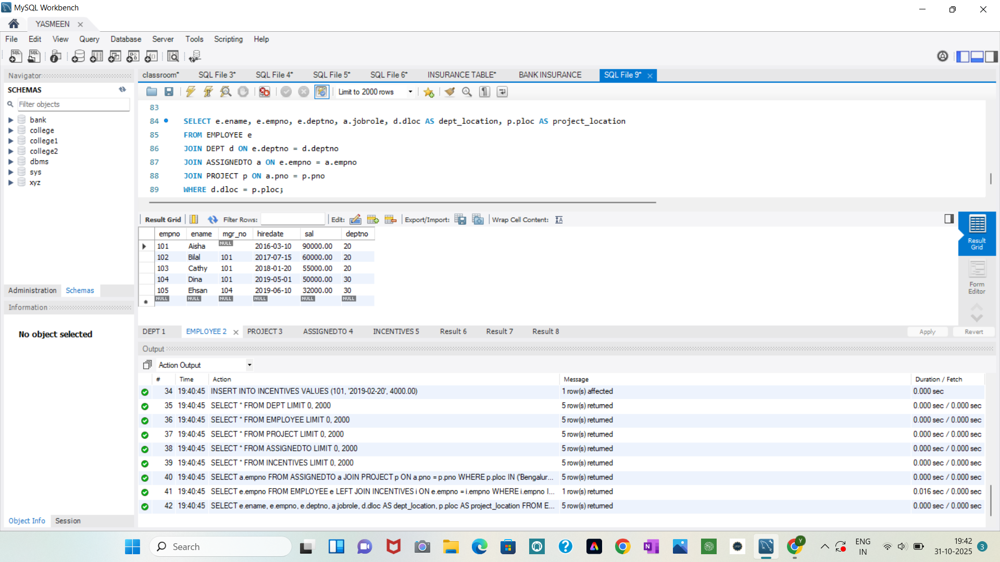 MySQL Workbench
YASMEEN
File Edit View Query Database Server Tools Scripting Help
Navigator
SCHEMAS
Filter objects
bank
college
college1
college2
dbms
sys
xyz
Administration Schemas
Information
No object selected
Object Info Session
classroom* SQL File 3* SQL File 4* SQL File 5* SQL File 6* INSURANCE TABLE* BANK INSURANCE SQL File 9*
Limit to 2000 rows
83
84 SELECT e.ename, e.empno, e.deptno, a.jobrole, d.dloc AS dept_location, p.ploc AS project_location
85 FROM EMPLOYEE e
86 JOIN DEPT d ON e.deptno = d.deptno
87 JOIN ASSIGNEDTO a ON e.empno = a.empno
88 JOIN PROJECT p ON a.pno = p.pno
89 WHERE d.dloc = p.ploc;
Result Grid Filter Rows: Edit: Export/Import: Wrap Cell Content:
empno ename mgr_no hiredate sal deptno
101 Aisha NULL 2016-03-10 90000.00 20
102 Bilal 101 2017-07-15 60000.00 20
103 Cathy 101 2018-01-20 55000.00 20
104 Dina 101 2019-05-01 50000.00 30
105 Ehsan 104 2019-06-10 32000.00 30
NULL NULL NULL NULL NULL NULL
Result Grid
Form Editor
DEPT 1 EMPLOYEE 2 PROJECT 3 ASSIGNEDTO 4 INCENTIVES 5 Result 6 Result 7 Result 8 Apply Revert
Output
Action Output
# Time Action Message Duration / Fetch
34 19:40:45 INSERT INTO INCENTIVES VALUES (101, '2019-02-20', 4000.00) 1 row(s) affected 0.000 sec
35 19:40:45 SELECT * FROM DEPT LIMIT 0, 2000 5 row(s) returned 0.000 sec / 0.000 sec
36 19:40:45 SELECT * FROM EMPLOYEE LIMIT 0, 2000 5 row(s) returned 0.000 sec / 0.000 sec
37 19:40:45 SELECT * FROM PROJECT LIMIT 0, 2000 5 row(s) returned 0.000 sec / 0.000 sec
38 19:40:45 SELECT * FROM ASSIGNEDTO LIMIT 0, 2000 5 row(s) returned 0.000 sec / 0.000 sec
39 19:40:45 SELECT * FROM INCENTIVES LIMIT 0, 2000 5 row(s) returned 0.000 sec / 0.000 sec
40 19:40:45 SELECT a.empno FROM ASSIGNEDTO a JOIN PROJECT p ON a.pno = p.pno WHERE p.ploc IN ('Bengalur... 5 row(s) returned 0.000 sec / 0.000 sec
41 19:40:45 SELECT e.empno FROM EMPLOYEE e LEFT JOIN INCENTIVES i ON e.empno = i.empno WHERE i.empno I... 1 row(s) returned 0.016 sec / 0.000 sec
42 19:40:45 SELECT e.ename, e.empno, e.deptno, a.jobrole, d.dloc AS dept_location, p.ploc AS project_location FROM E... 5 row(s) returned 0.000 sec / 0.000 sec
Search
ENG
IN
19:42
31-10-2025
3